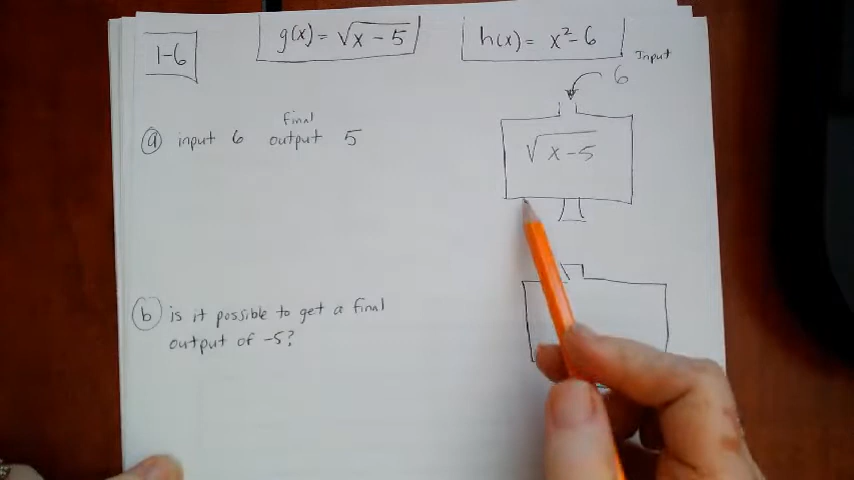 1-6
g(x) = √x - 5
h(x) = x² - 6
Input
6
√x - 5
ⓐ input 6 final output 5
ⓑ is it possible to get a final
output of -5?